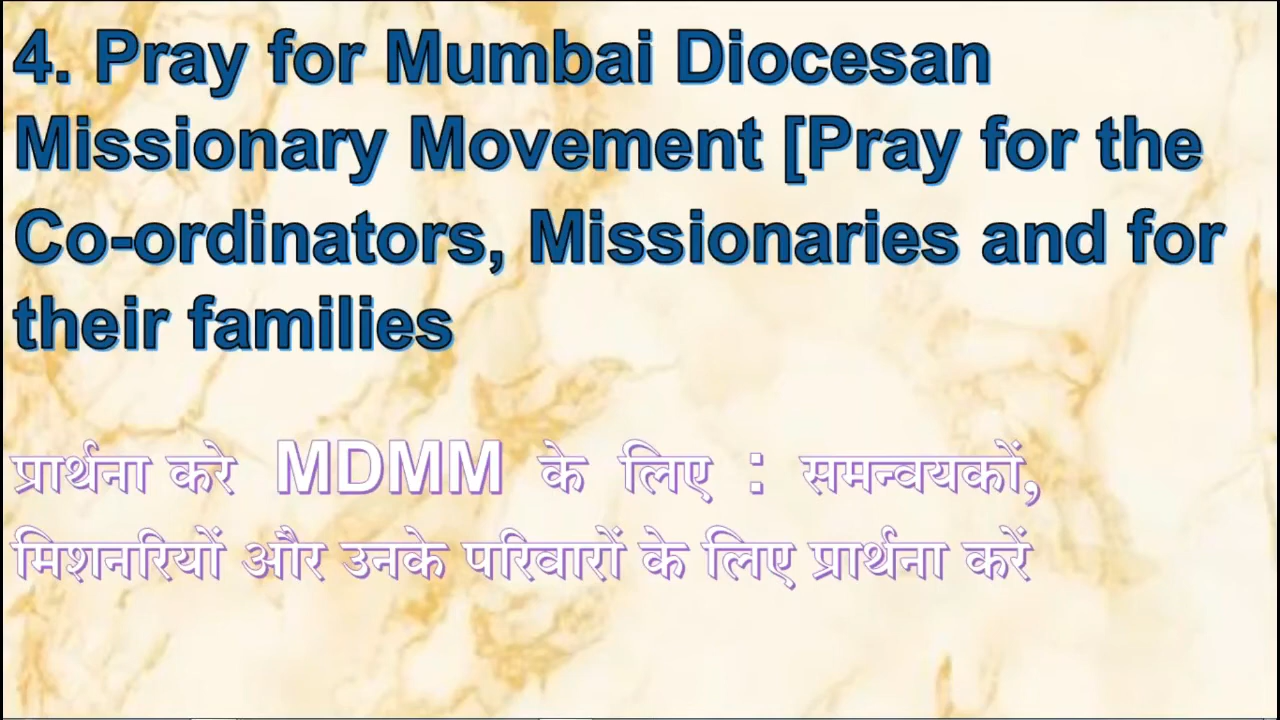 4. Pray for Mumbai Diocesan
Missionary Movement [Pray for the
Co-ordinators, Missionaries and for
their families
प्रार्थना करे MDMM के लिए : समन्वयकों,
मिशनरियों और उनके परिवारों के लिए प्रार्थना करें